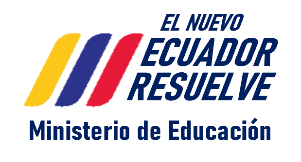 EL NUEVO
ECUADOR
RESUELVE
Ministerio de Educación